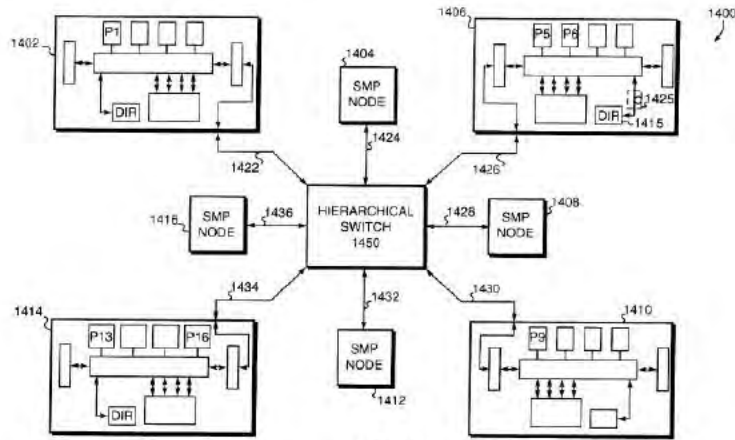 1400
1402
P1
DIR
1422
1404
SMP
NODE
1424
1406
P5 P6
1425
DIR
1415
1426
1416
SMP
NODE
1436
HIERARCHICAL
SWITCH
1450
1428
SMP
NODE
1408
1414
P13 P16
DIR
1434
1432
SMP
NODE
1412
1430
1410
P9